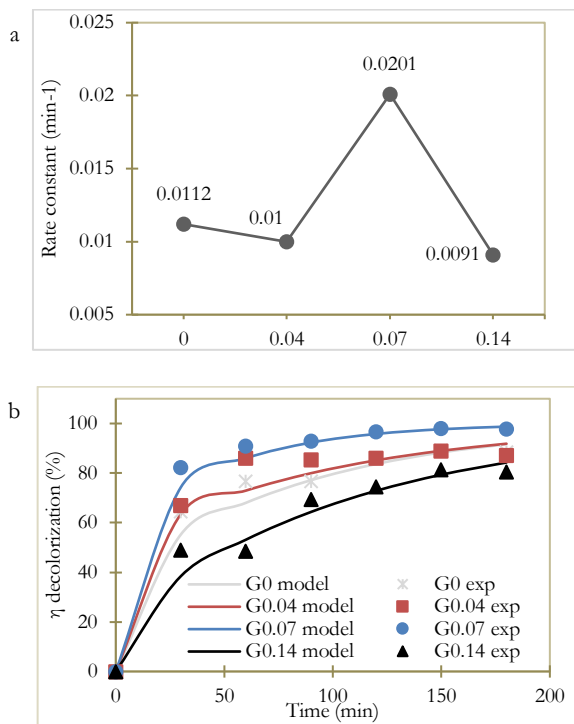 a
Rate constant (min-1)
0.025
0.02
0.015
0.01
0.005
0.0112
0.01
0.0201
0.0091
0
0.04
0.07
0.14
b
η decolorization (%)
100
80
60
40
20
0
G0 model
G0 exp
G0.04 model
G0.04 exp
G0.07 model
G0.07 exp
G0.14 model
G0.14 exp
0
50
100
150
200
Time (min)